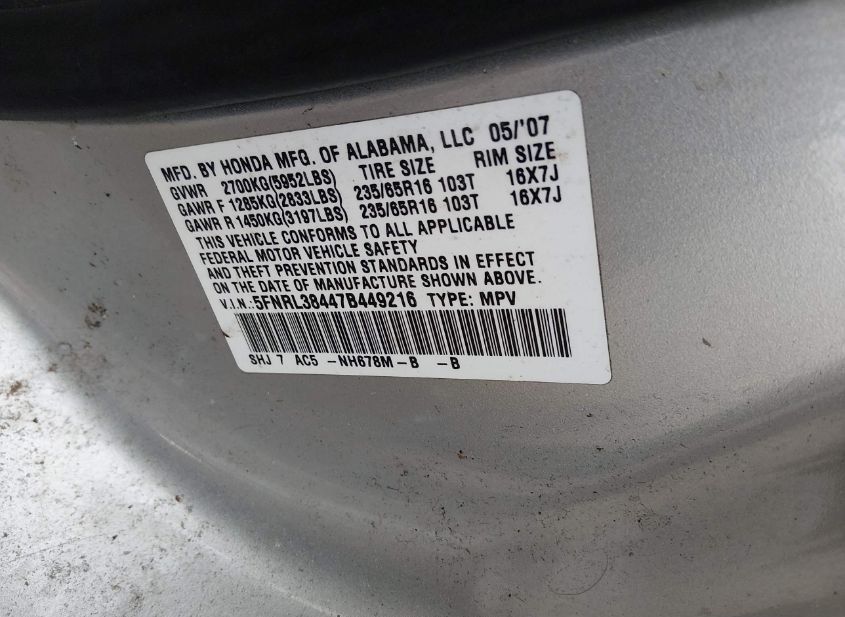 MFD. BY HONDA MFG. OF ALABAMA, LLC 05/'07
GVWR 2700KG(5952LBS) TIRE SIZE RIM SIZE
GAWR F 1285KG(2833LBS) 235/65R16 103T 16X7J
GAWR R 1450KG(3197LBS) 235/65R16 103T 16X7J
THIS VEHICLE CONFORMS TO ALL APPLICABLE
FEDERAL MOTOR VEHICLE SAFETY
AND THEFT PREVENTION STANDARDS IN EFFECT
ON THE DATE OF MANUFACTURE SHOWN ABOVE.
V.I.N.:5FNRL38447B449216 TYPE: MPV
SHJ 7 AC5 -NH678M-B -B